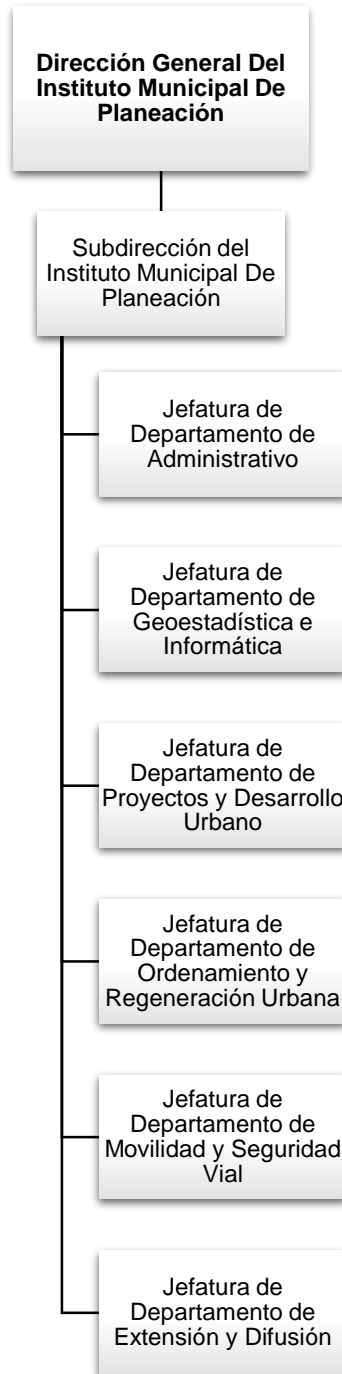 Dirección General Del
Instituto Municipal De
Planeación
Subdirección del
Instituto Municipal De
Planeación
Jefatura de
Departamento de
Administrativo
Jefatura de
Departamento de
Geoestadística e
Informática
Jefatura de
Departamento de
Proyectos y Desarrollo
Urbano
Jefatura de
Departamento de
Ordenamiento y
Regeneración Urbana
Jefatura de
Departamento de
Movilidad y Seguridad
Vial
Jefatura de
Departamento de
Extensión y Difusión